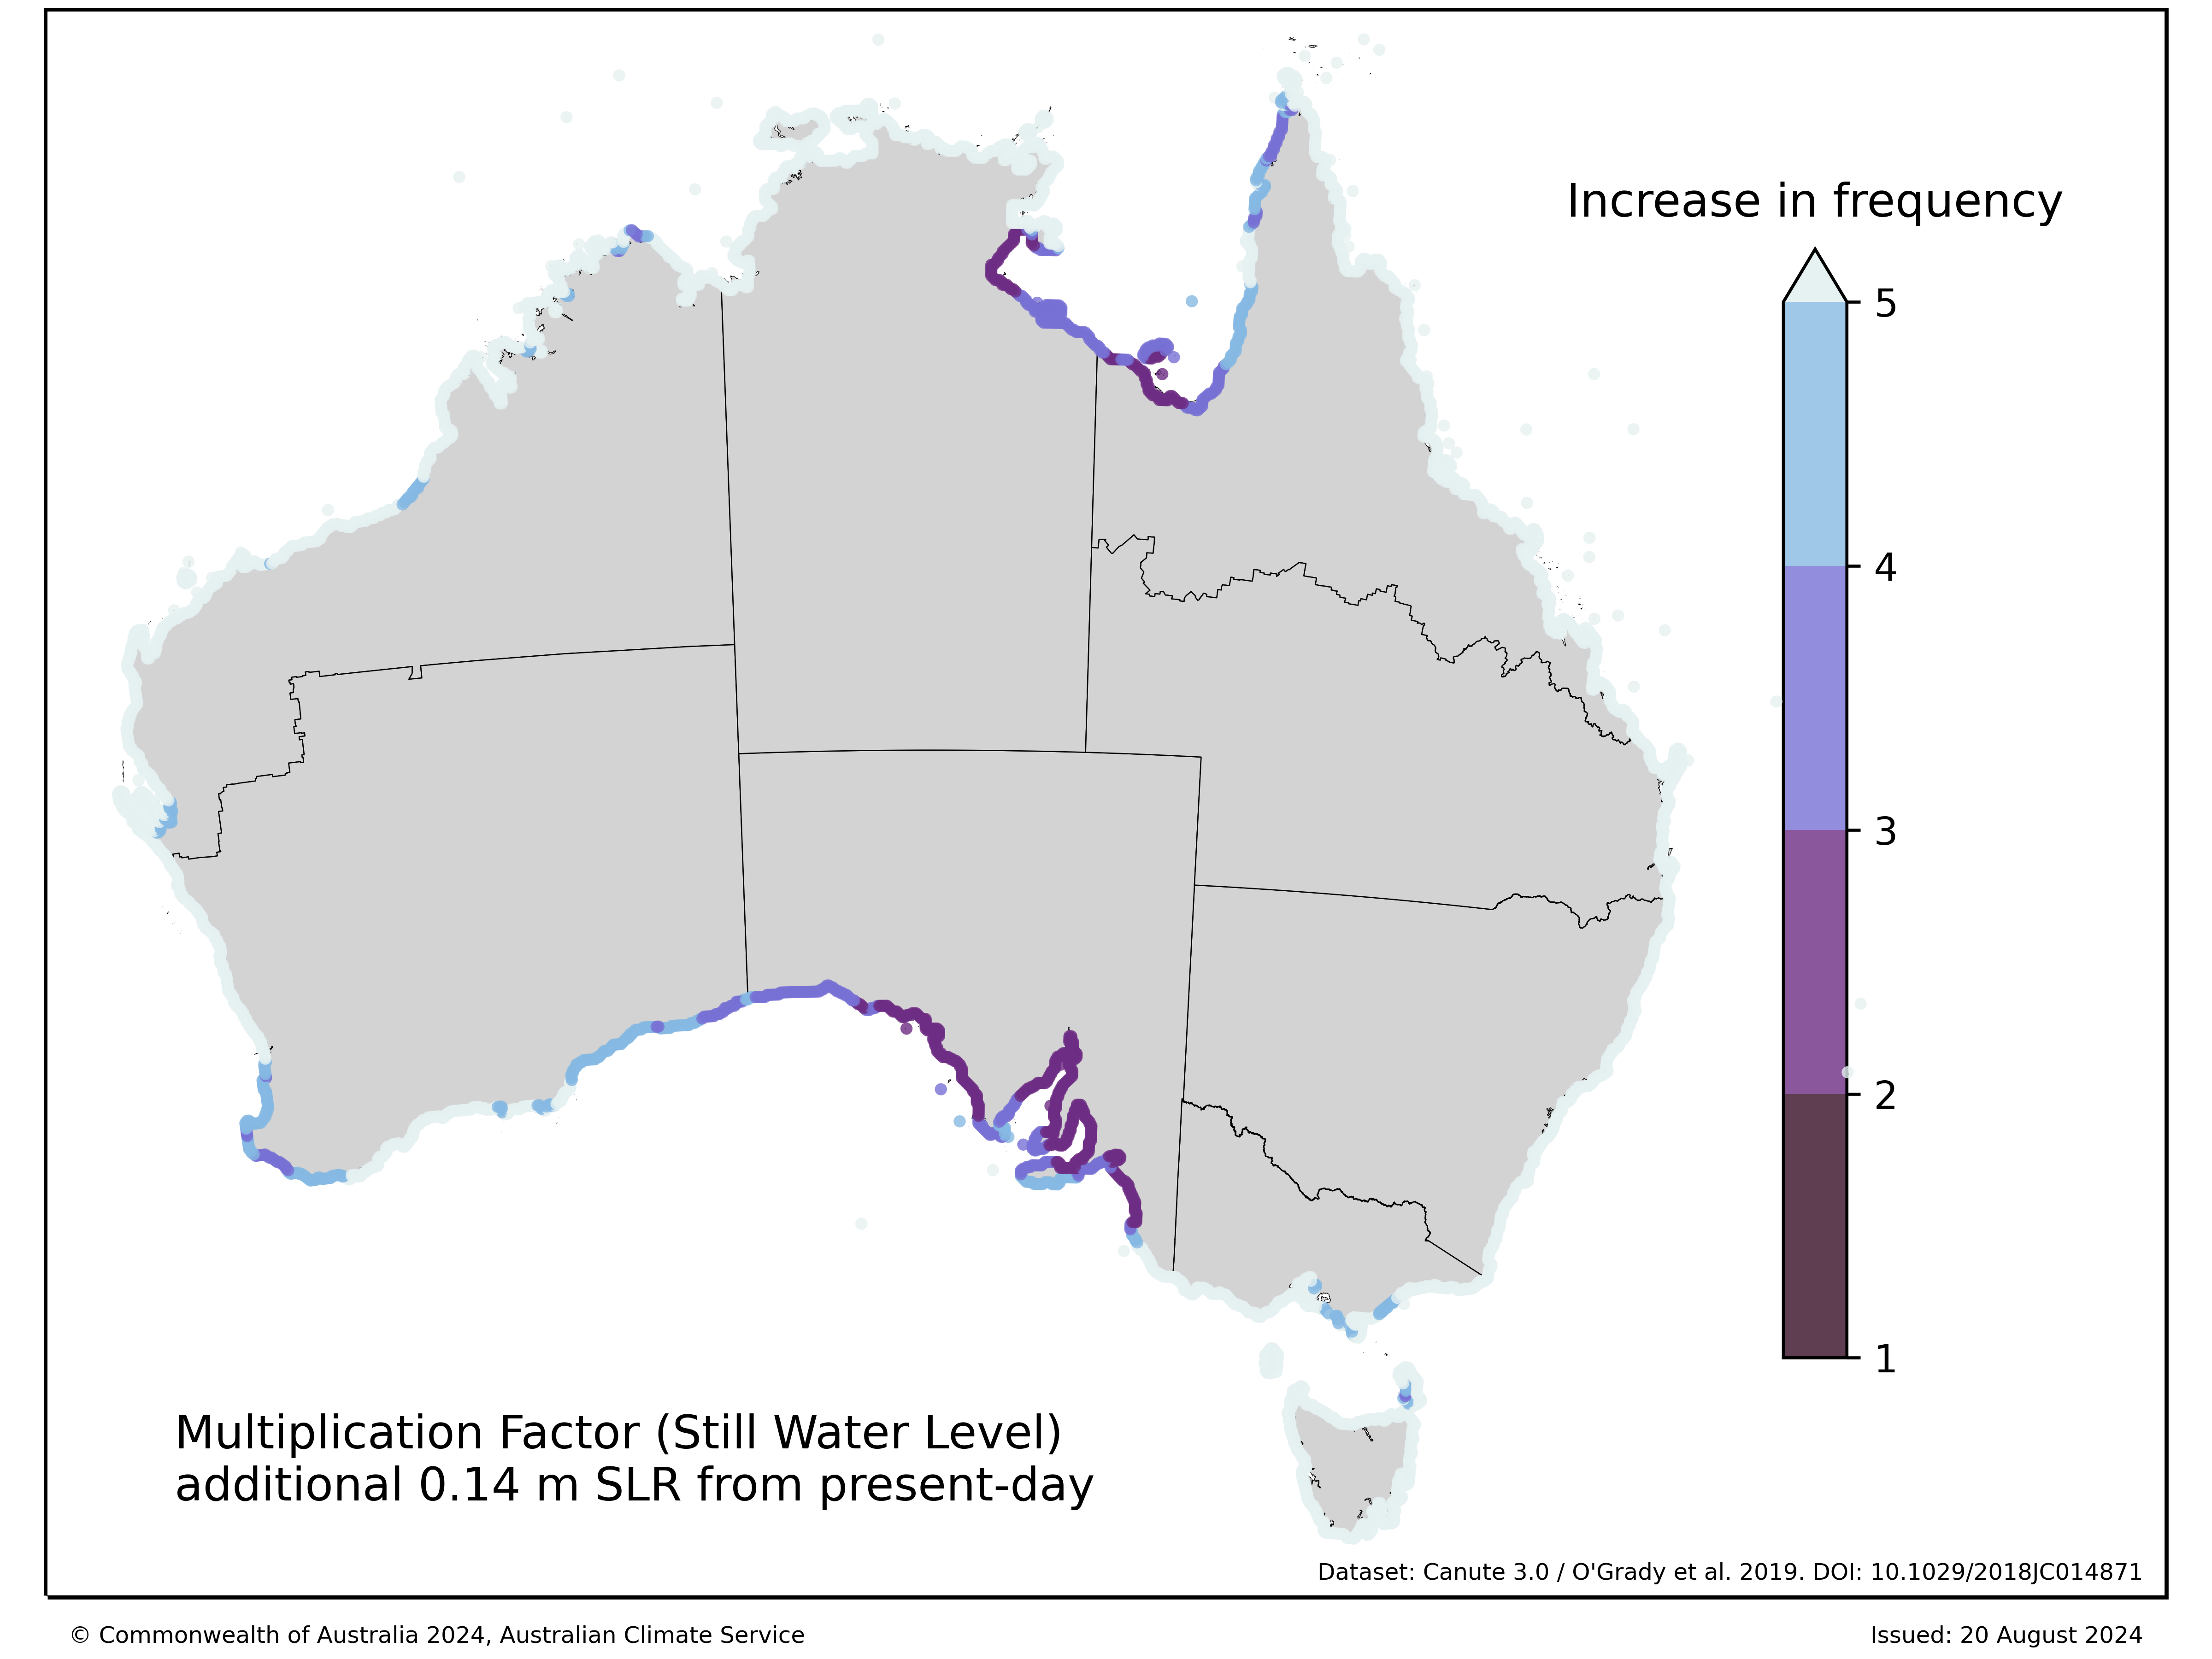 Increase in frequency
5
4
3
2
1
Multiplication Factor (Still Water Level)
additional 0.14 m SLR from present-day
Dataset: Canute 3.0 / O'Grady et al. 2019. DOI: 10.1029/2018JC014871
© Commonwealth of Australia 2024, Australian Climate Service
Issued: 20 August 2024